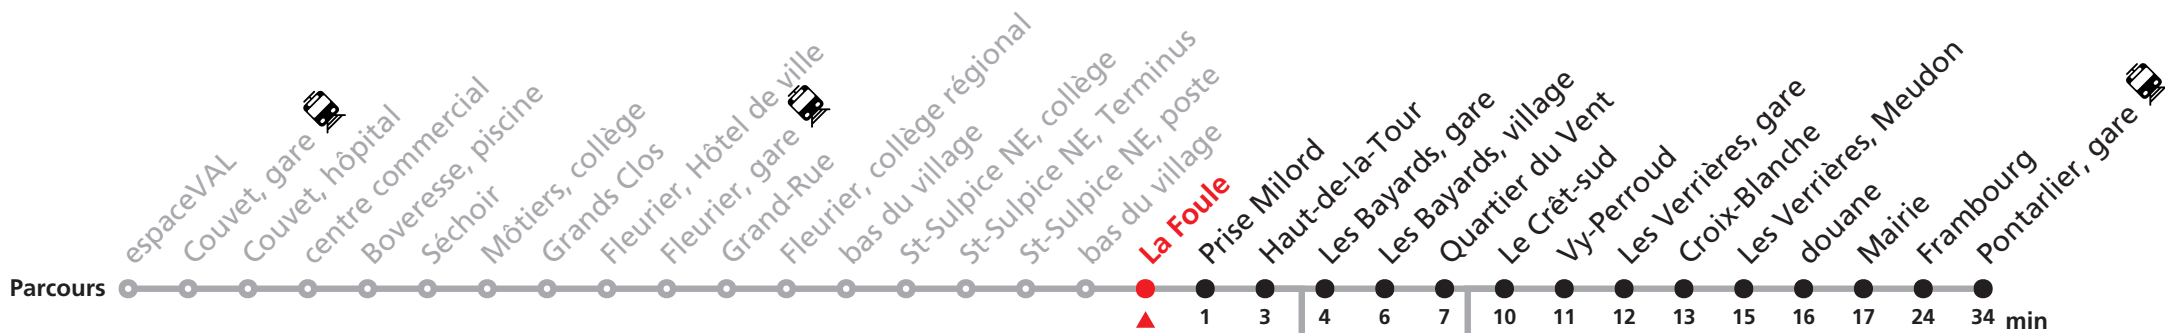 espaceVAL
Couvet, gare
Couvet, hôpital
centre commercial
Boveresse, piscine
Séchoir
Môtiers, collège
Grands Clos
Fleurier, Hôtel de ville
Fleurier, gare
Grand-Rue
Fleurier, collège régional
bas du village
St-Sulpice NE, collège
St-Sulpice NE, Terminus
St-Sulpice NE, poste
bas du village
La Foule
Prise Milord
Haut-de-la-Tour
Les Bayards, gare
Les Bayards, village
Quartier du Vent
Le Crêt-sud
Vy-Perroud
Les Verrières, gare
Croix-Blanche
Les Verrières, Meudon
douane
Mairie
Frambourg
Pontarlier, gare
Parcours
1 3 4 6 7 10 11 12 13 15 16 17 24 34 min